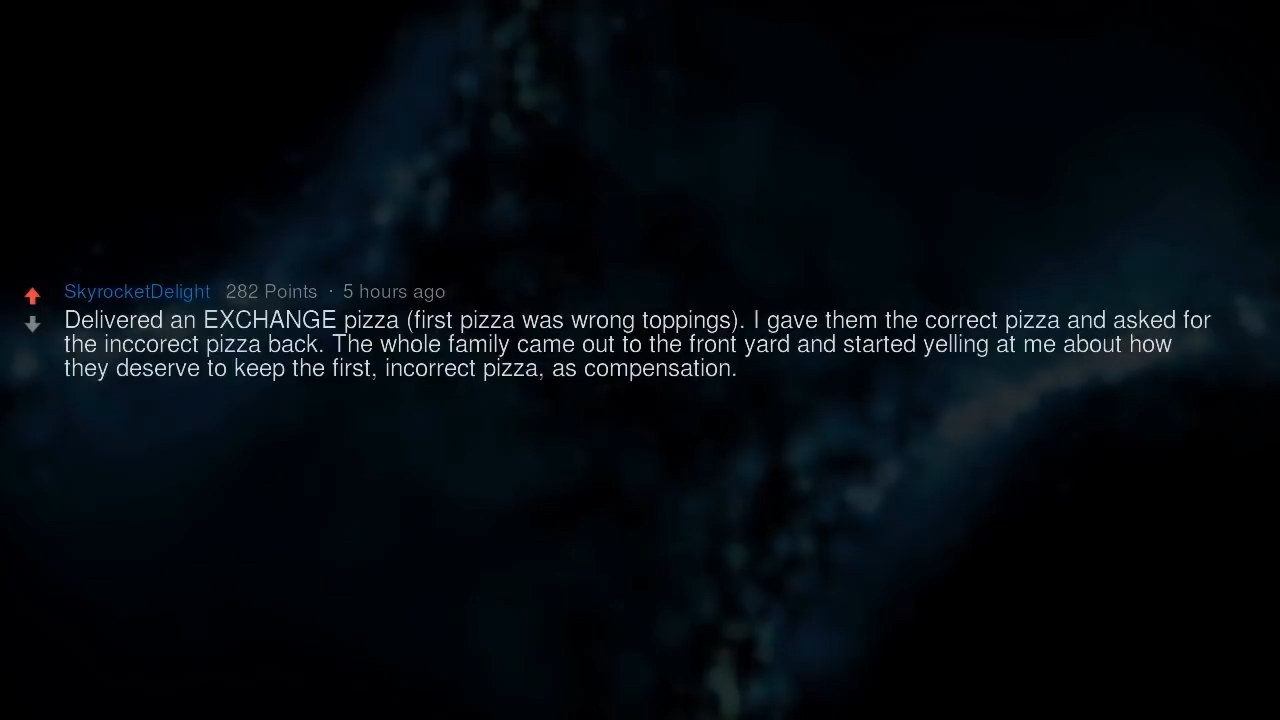 SkyrocketDelight 282 Points · 5 hours ago
Delivered an EXCHANGE pizza (first pizza was wrong toppings). I gave them the correct pizza and asked for
the inccorect pizza back. The whole family came out to the front yard and started yelling at me about how
they deserve to keep the first, incorrect pizza, as compensation.